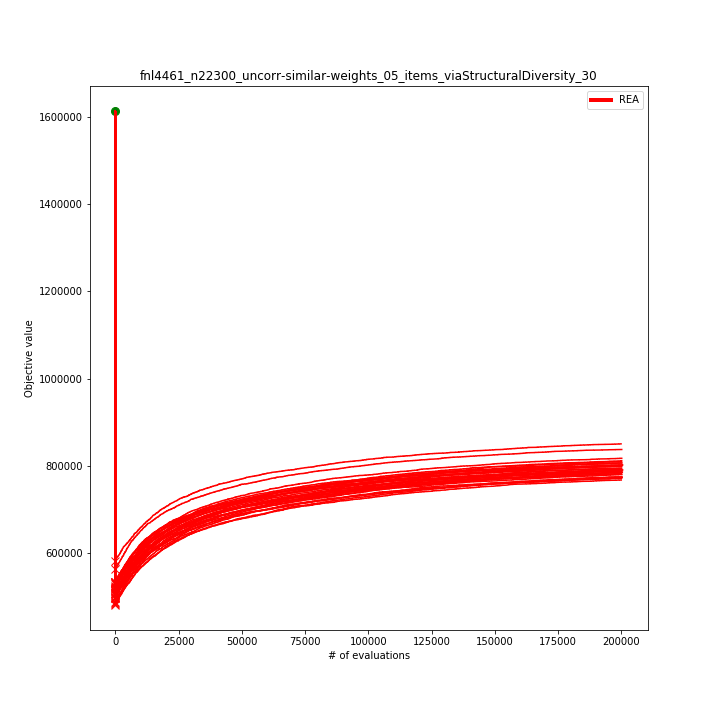 fnl4461_n22300_uncorr-similar-weights_05_items_viaStructuralDiversity_30
REA
1600000
1400000
1200000
1000000
800000
600000
Objective value
0 25000 50000 75000 100000 125000 150000 175000 200000
# of evaluations